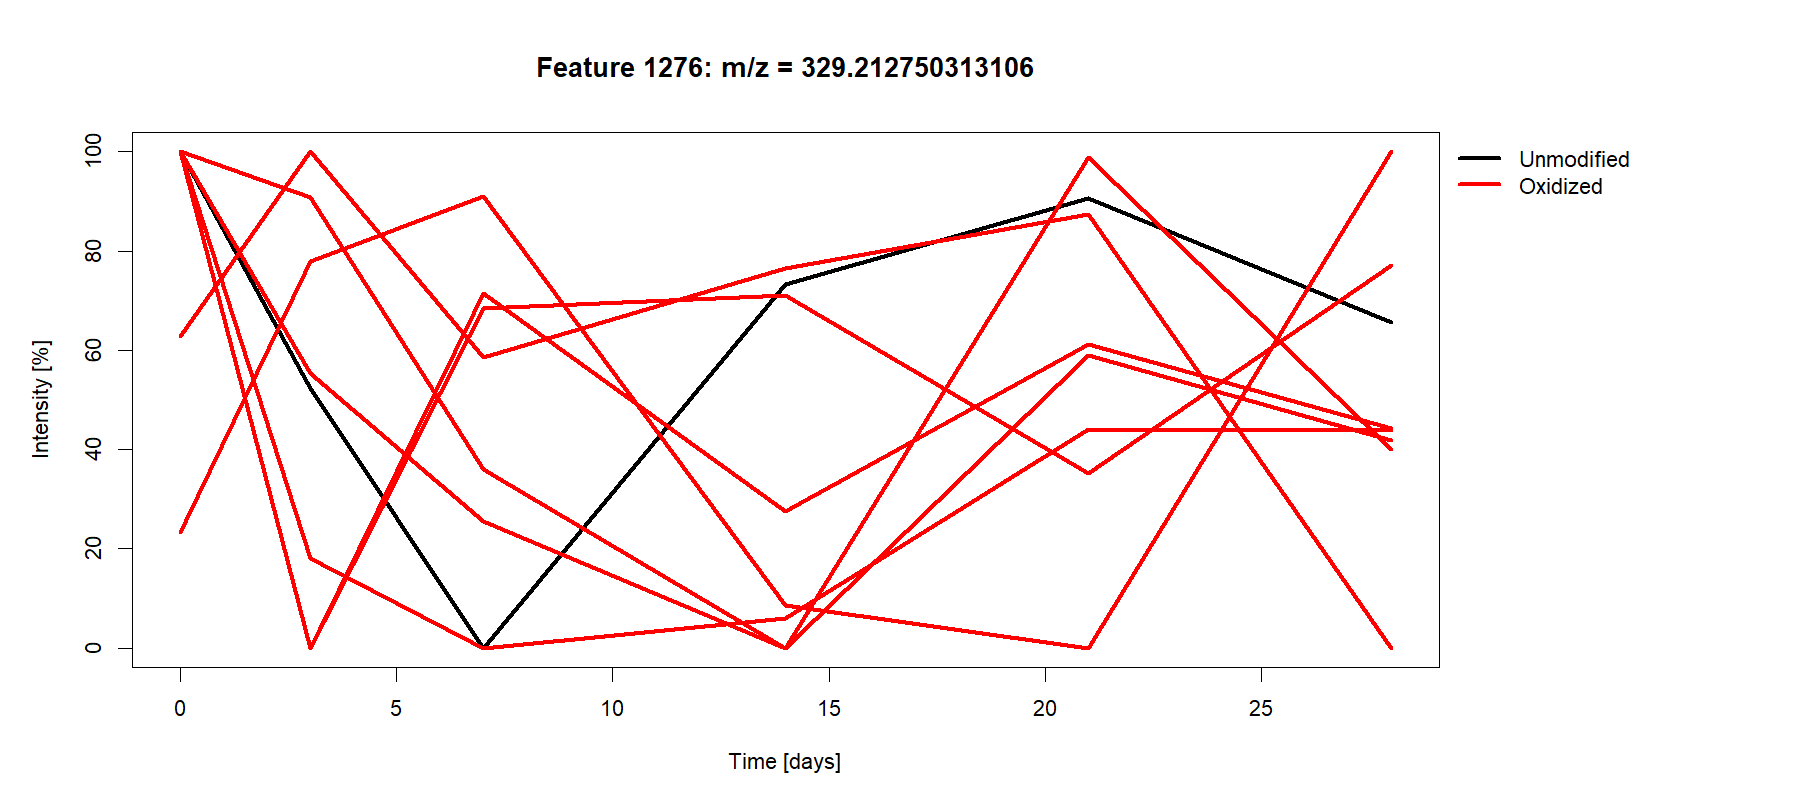 Feature 1276: m/z = 329.212750313106
Unmodified
Oxidized
Intensity [%]
100
80
60
40
20
0
0 5 10 15 20 25
Time [days]